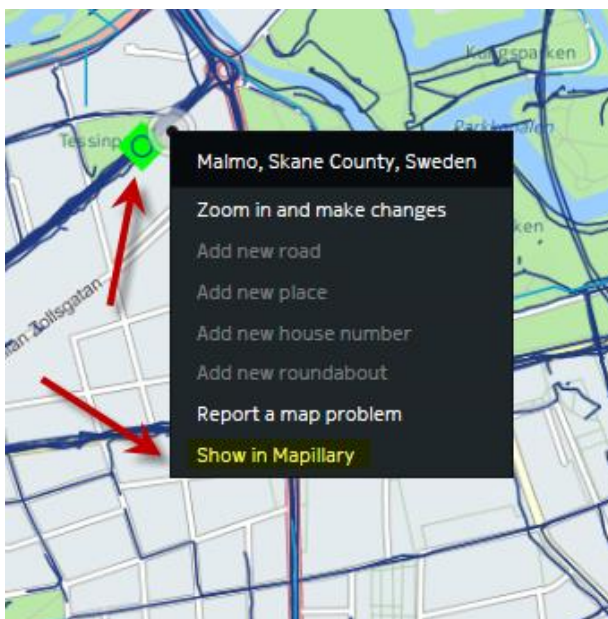 Kungsparken
Tessinp
Parkkanalen
Malmo, Skane County, Sweden
Zoom in and make changes
ken
Add new road
Add new place
Add new house number
Add new roundabout
Report a map problem
Show in Mapillary